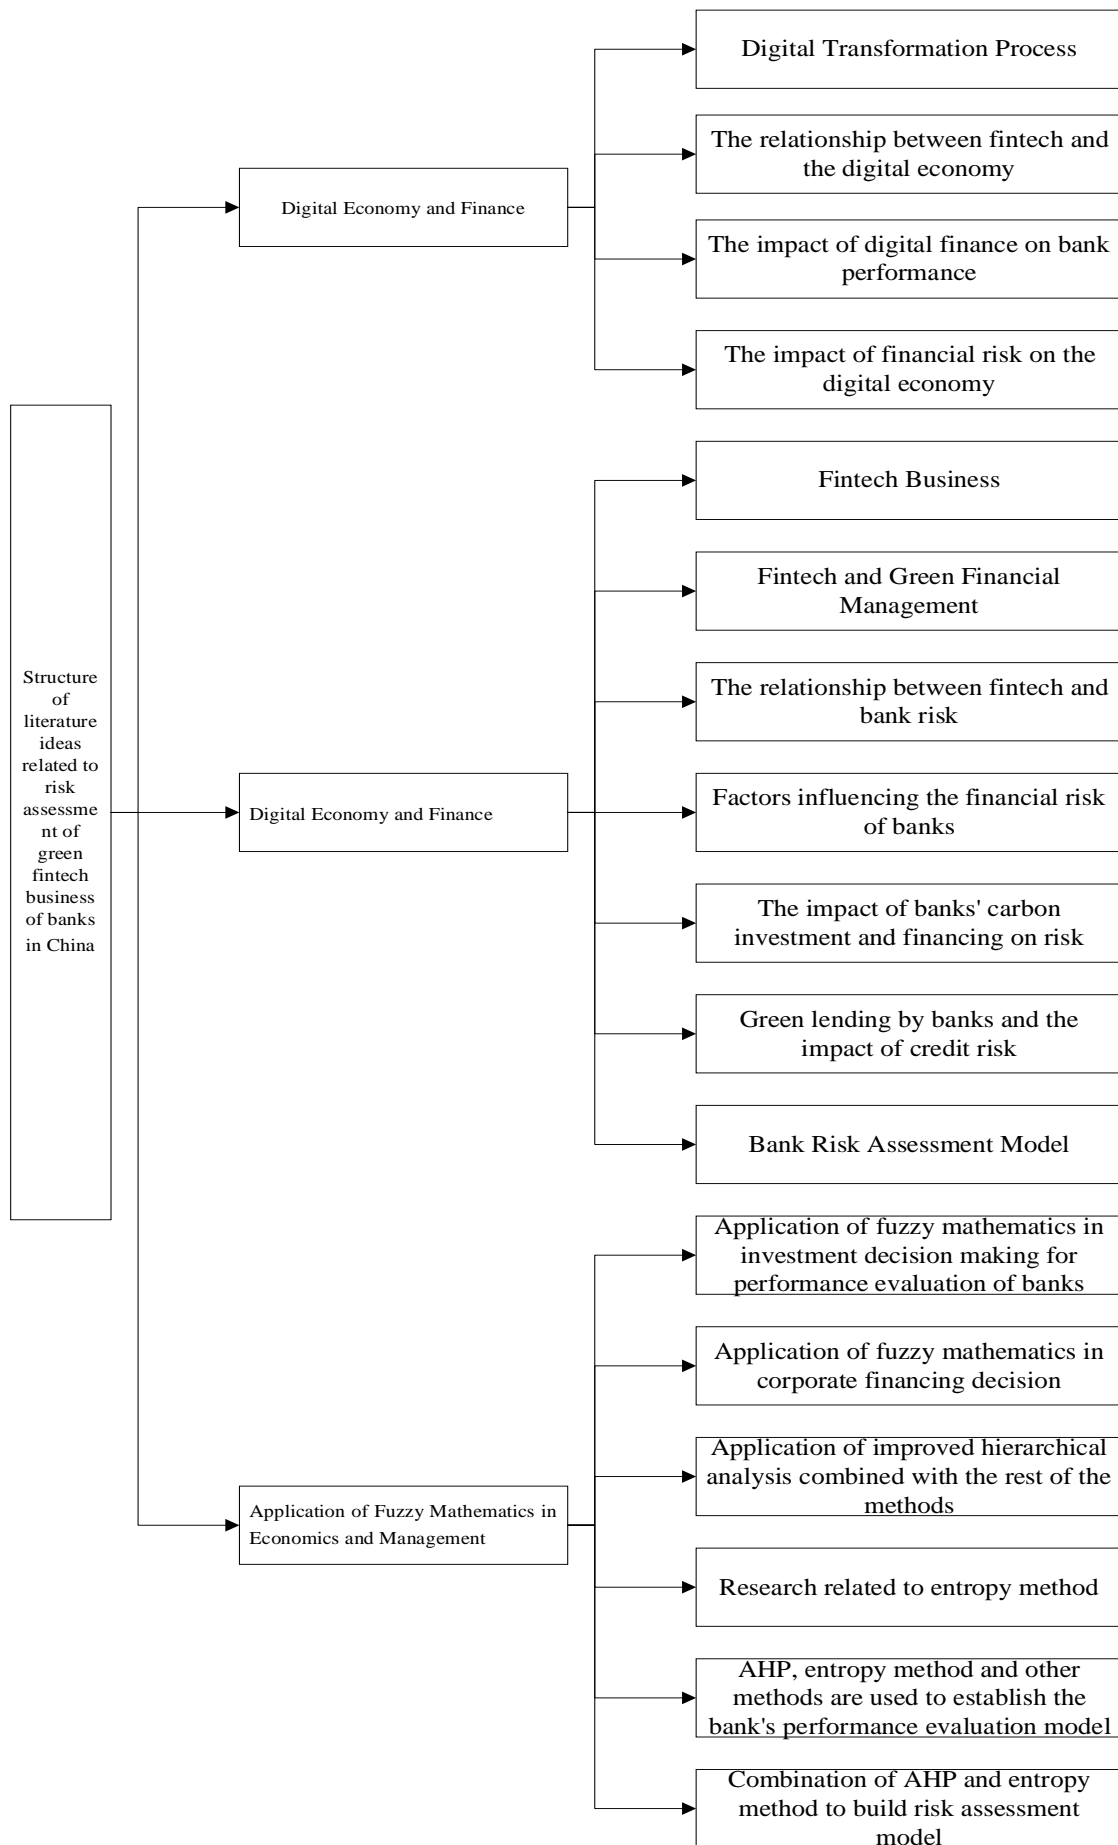 Structure
of
literature
ideas
related to
risk
assessme
nt of
green
fintech
business
of banks
in China
Digital Economy and Finance
Digital Transformation Process
The relationship between fintech and
the digital economy
The impact of digital finance on bank
performance
The impact of financial risk on the
digital economy
Digital Economy and Finance
Fintech Business
Fintech and Green Financial
Management
The relationship between fintech and
bank risk
Factors influencing the financial risk
of banks
The impact of banks' carbon
investment and financing on risk
Green lending by banks and the
impact of credit risk
Bank Risk Assessment Model
Application of Fuzzy Mathematics in
Economics and Management
Application of fuzzy mathematics in
investment decision making for
performance evaluation of banks
Application of fuzzy mathematics in
corporate financing decision
Application of improved hierarchical
analysis combined with the rest of the
methods
Research related to entropy method
AHP, entropy method and other
methods are used to establish the
bank's performance evaluation model
Combination of AHP and entropy
method to build risk assessment
model